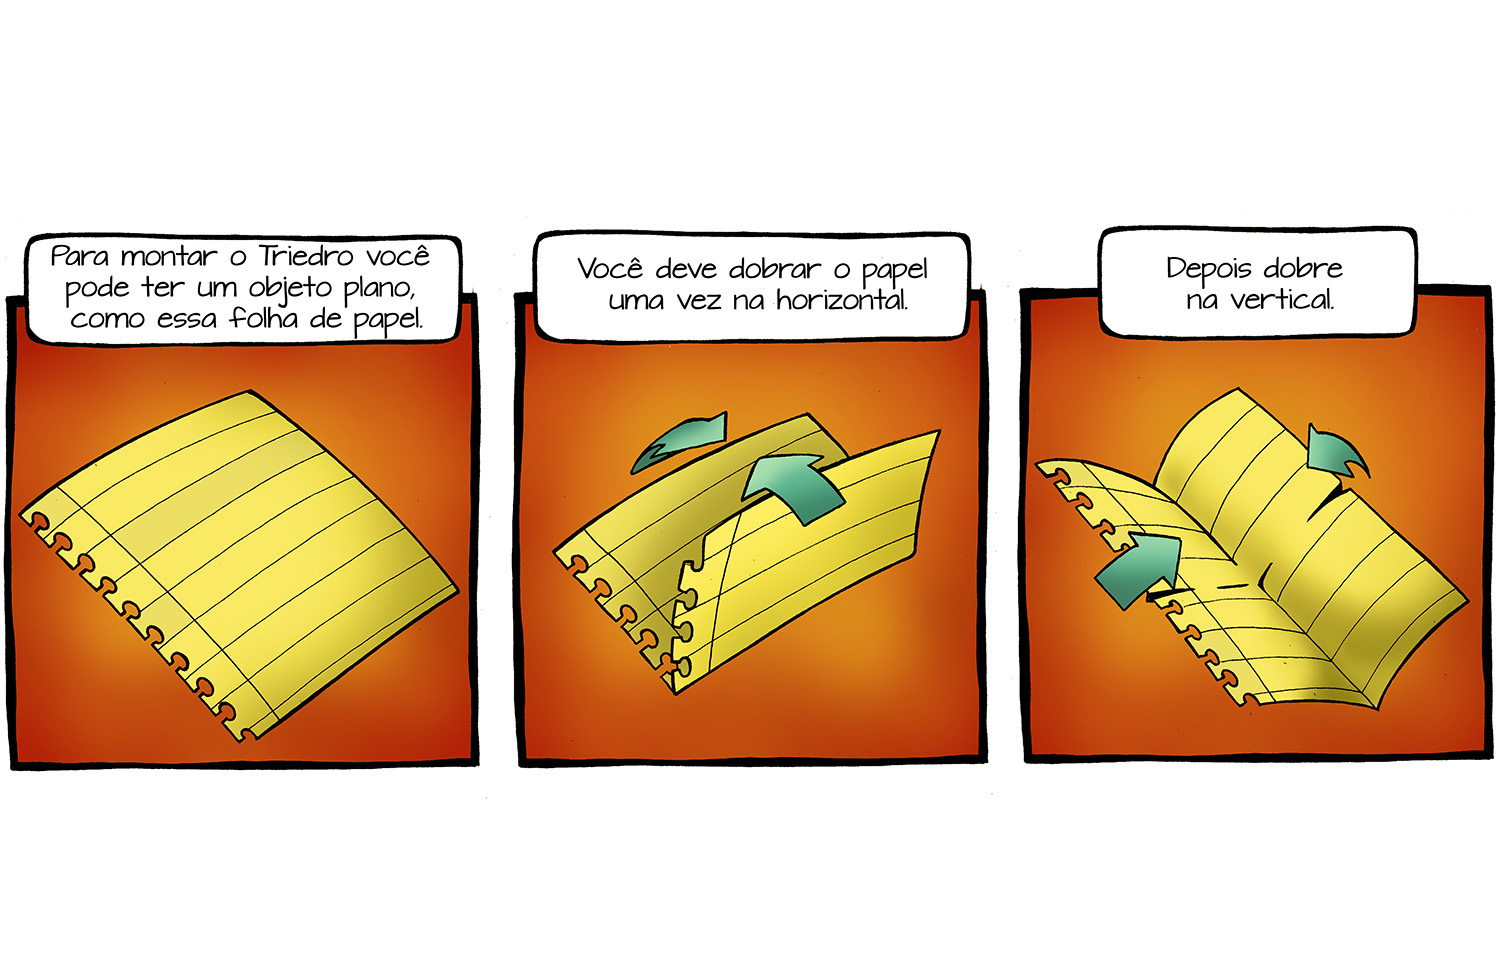 Para montar o Triedro você
pode ter um objeto plano,
como essa folha de papel.
Você deve dobrar o papel
uma vez na horizontal.
Depois dobre
na vertical.